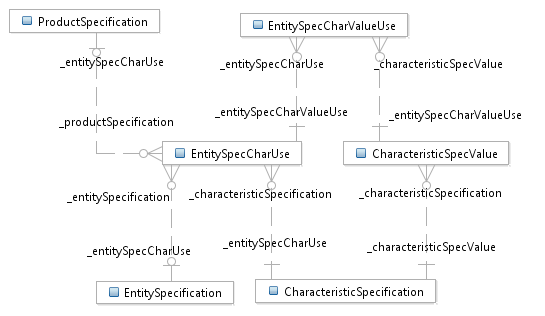 ProductSpecification
EntitySpecCharValueUse
_entitySpecCharUse
_entitySpecCharUse
_characteristicSpecValue
_entitySpecCharValueUse
_entitySpecCharValueUse
_productSpecification
EntitySpecCharUse
CharacteristicSpecValue
_entitySpecification
_characteristicSpecification
_characteristicSpecification
_entitySpecCharUse
_entitySpecCharUse
_characteristicSpecValue
EntitySpecification
CharacteristicSpecification